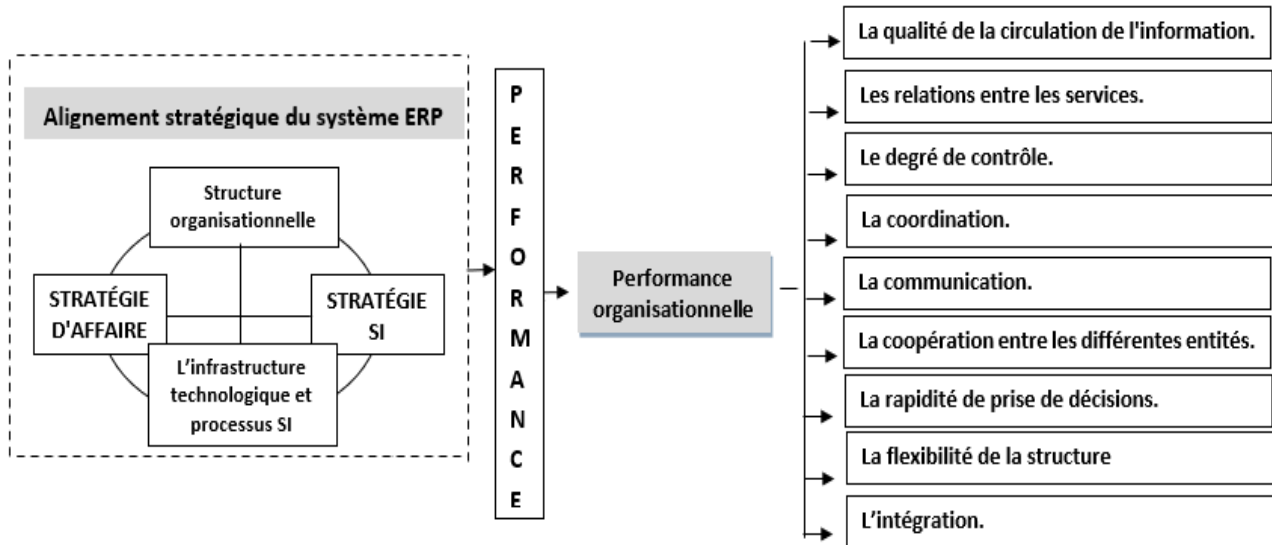 Alignement stratégique du système ERP
Structure
organisationnelle
STRATÉGIE
D'AFFAIRE
STRATÉGIE
SI
L'infrastructure
technologique et
processus SI
P
E
R
F
O
R
M
A
N
C
E
Performance
organisationnelle
La qualité de la circulation de l'information.
Les relations entre les services.
Le degré de contrôle.
La coordination.
La communication.
La coopération entre les différentes entités.
La rapidité de prise de décisions.
La flexibilité de la structure
L'intégration.